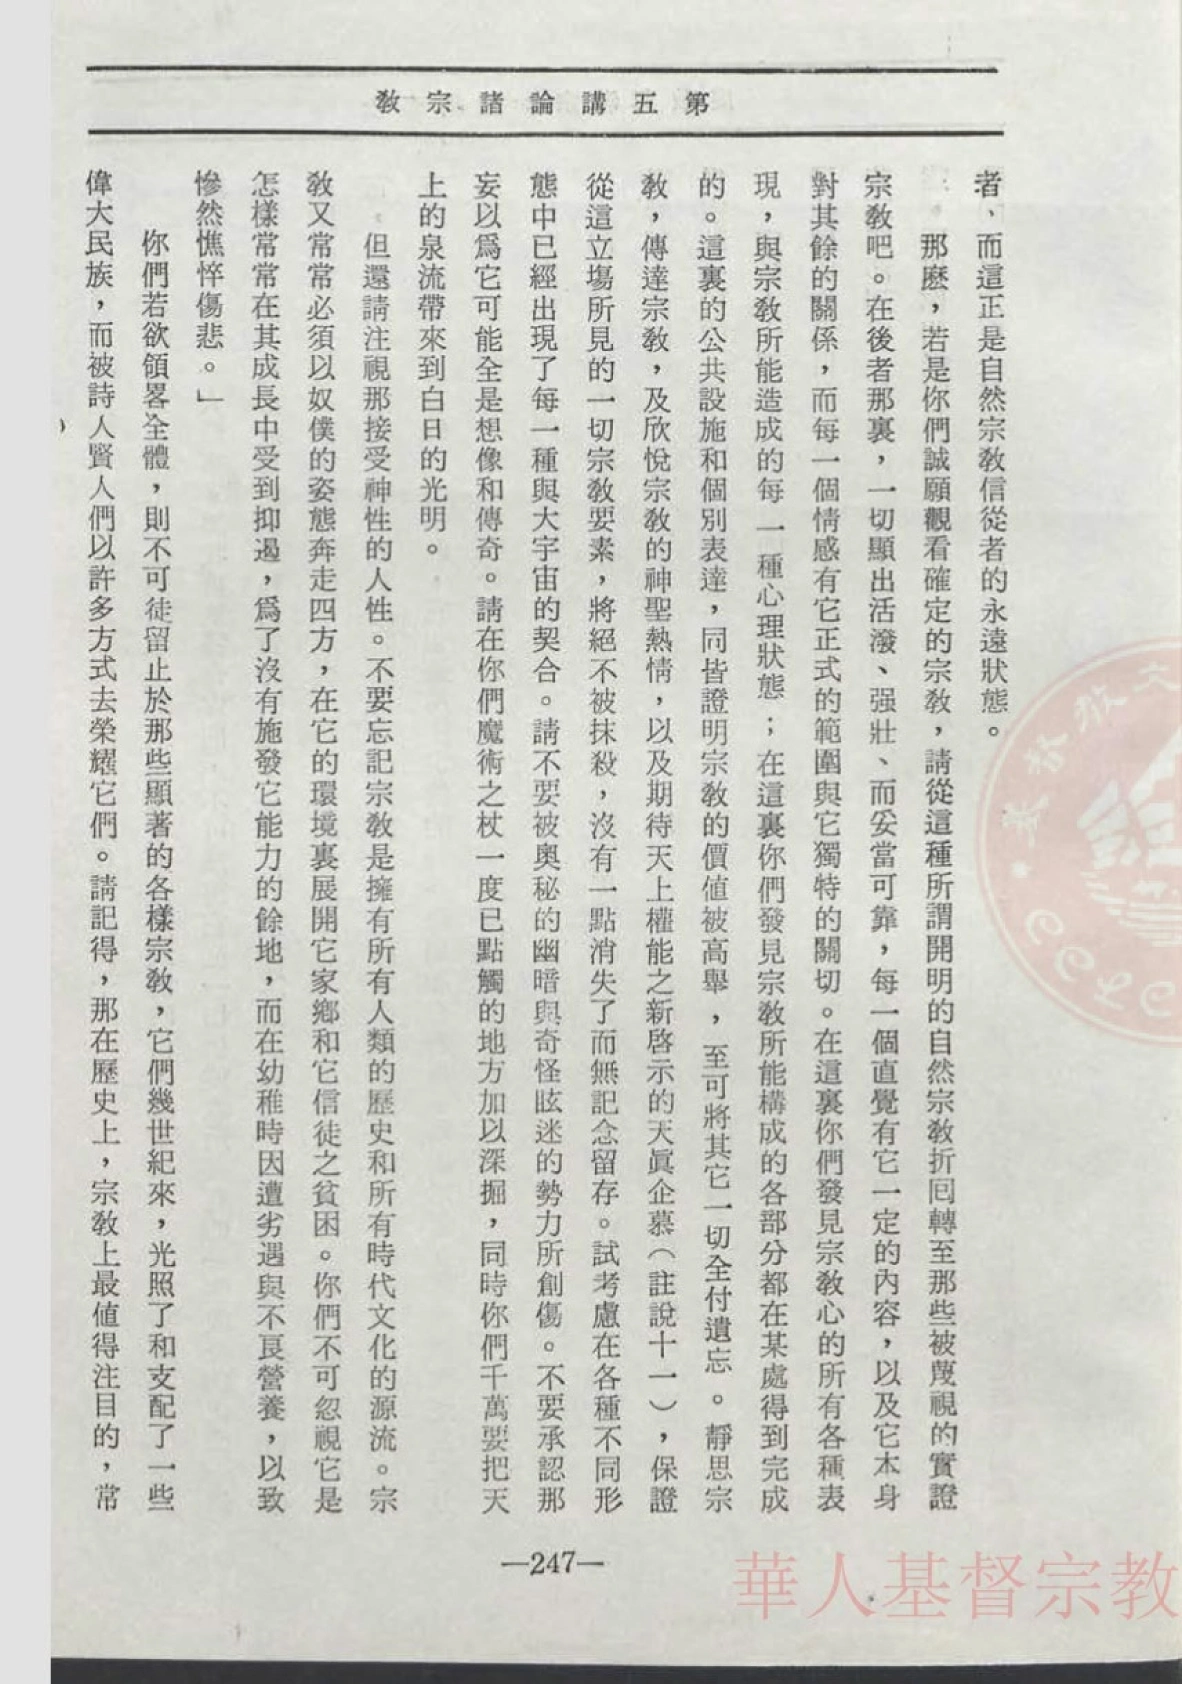 第五講論諸宗教
者、而這正是自然宗教信從者的永遠狀態。
那麽，若是你們誠願觀看確定的宗教，請從這種所謂開明的自然宗教折回轉至那些被蔑視的實證
宗教吧。在後者那裏，一切顯出活潑、强壯、而妥當可靠，每一個直覺有它一定的內容，以及它本身
對其餘的關係，而每一個情感有它正式的範圍與它獨特的關切。在這裏你們發見宗教心的所有各種表
現，與宗教所能造成的每一種心理狀態；在這裏你們發見宗教所能構成的各部分都在某處得到完成
的。這裏的公共設施和個別表達，同皆證明宗教的價値被高舉，至可將其它一切全付遺忘。靜思宗
教，傳達宗教，及欣悅宗教的神聖熱情，以及期待天上權能之新啓示的天眞企慕（註說十一），保證
從這立場所見的一切宗教要素，將絕不被抹殺，沒有一點消失了而無記念留存。試考慮在各種不同形
態中已經出現了每一種與大宇宙的契合。請不要被奧秘的幽暗與奇怪眩迷的勢力所創傷。不要承認那
妄以爲它可能全是想像和傳奇。請在你們魔術之杖一度已點觸的地方加以深掘，同時你們千萬要把天
上的泉流帶來到白日的光明。
但還請注視那接受神性的人性。不要忘記宗教是擁有所有人類的歷史和所有時代文化的源流。宗
教又常常必須以奴僕的姿態奔走四方，在它的環境裏展開它家鄉和它信徒之貧困。你們不可忽視它是
怎樣常常在其成長中受到抑遏，爲了沒有施發它能力的餘地，而在幼稚時因遭劣遇與不良營養，以致
慘然憔悴傷悲。」
你們若欲領畧全體，則不可徒留止於那些顯著的各樣宗教，它們幾世紀來，光照了和支配了一些
偉大民族，而被詩人賢人們以許多方式去榮耀它們。請記得，那在歷史上，宗教上最值得注目的，常
—247—
華人基督宗教